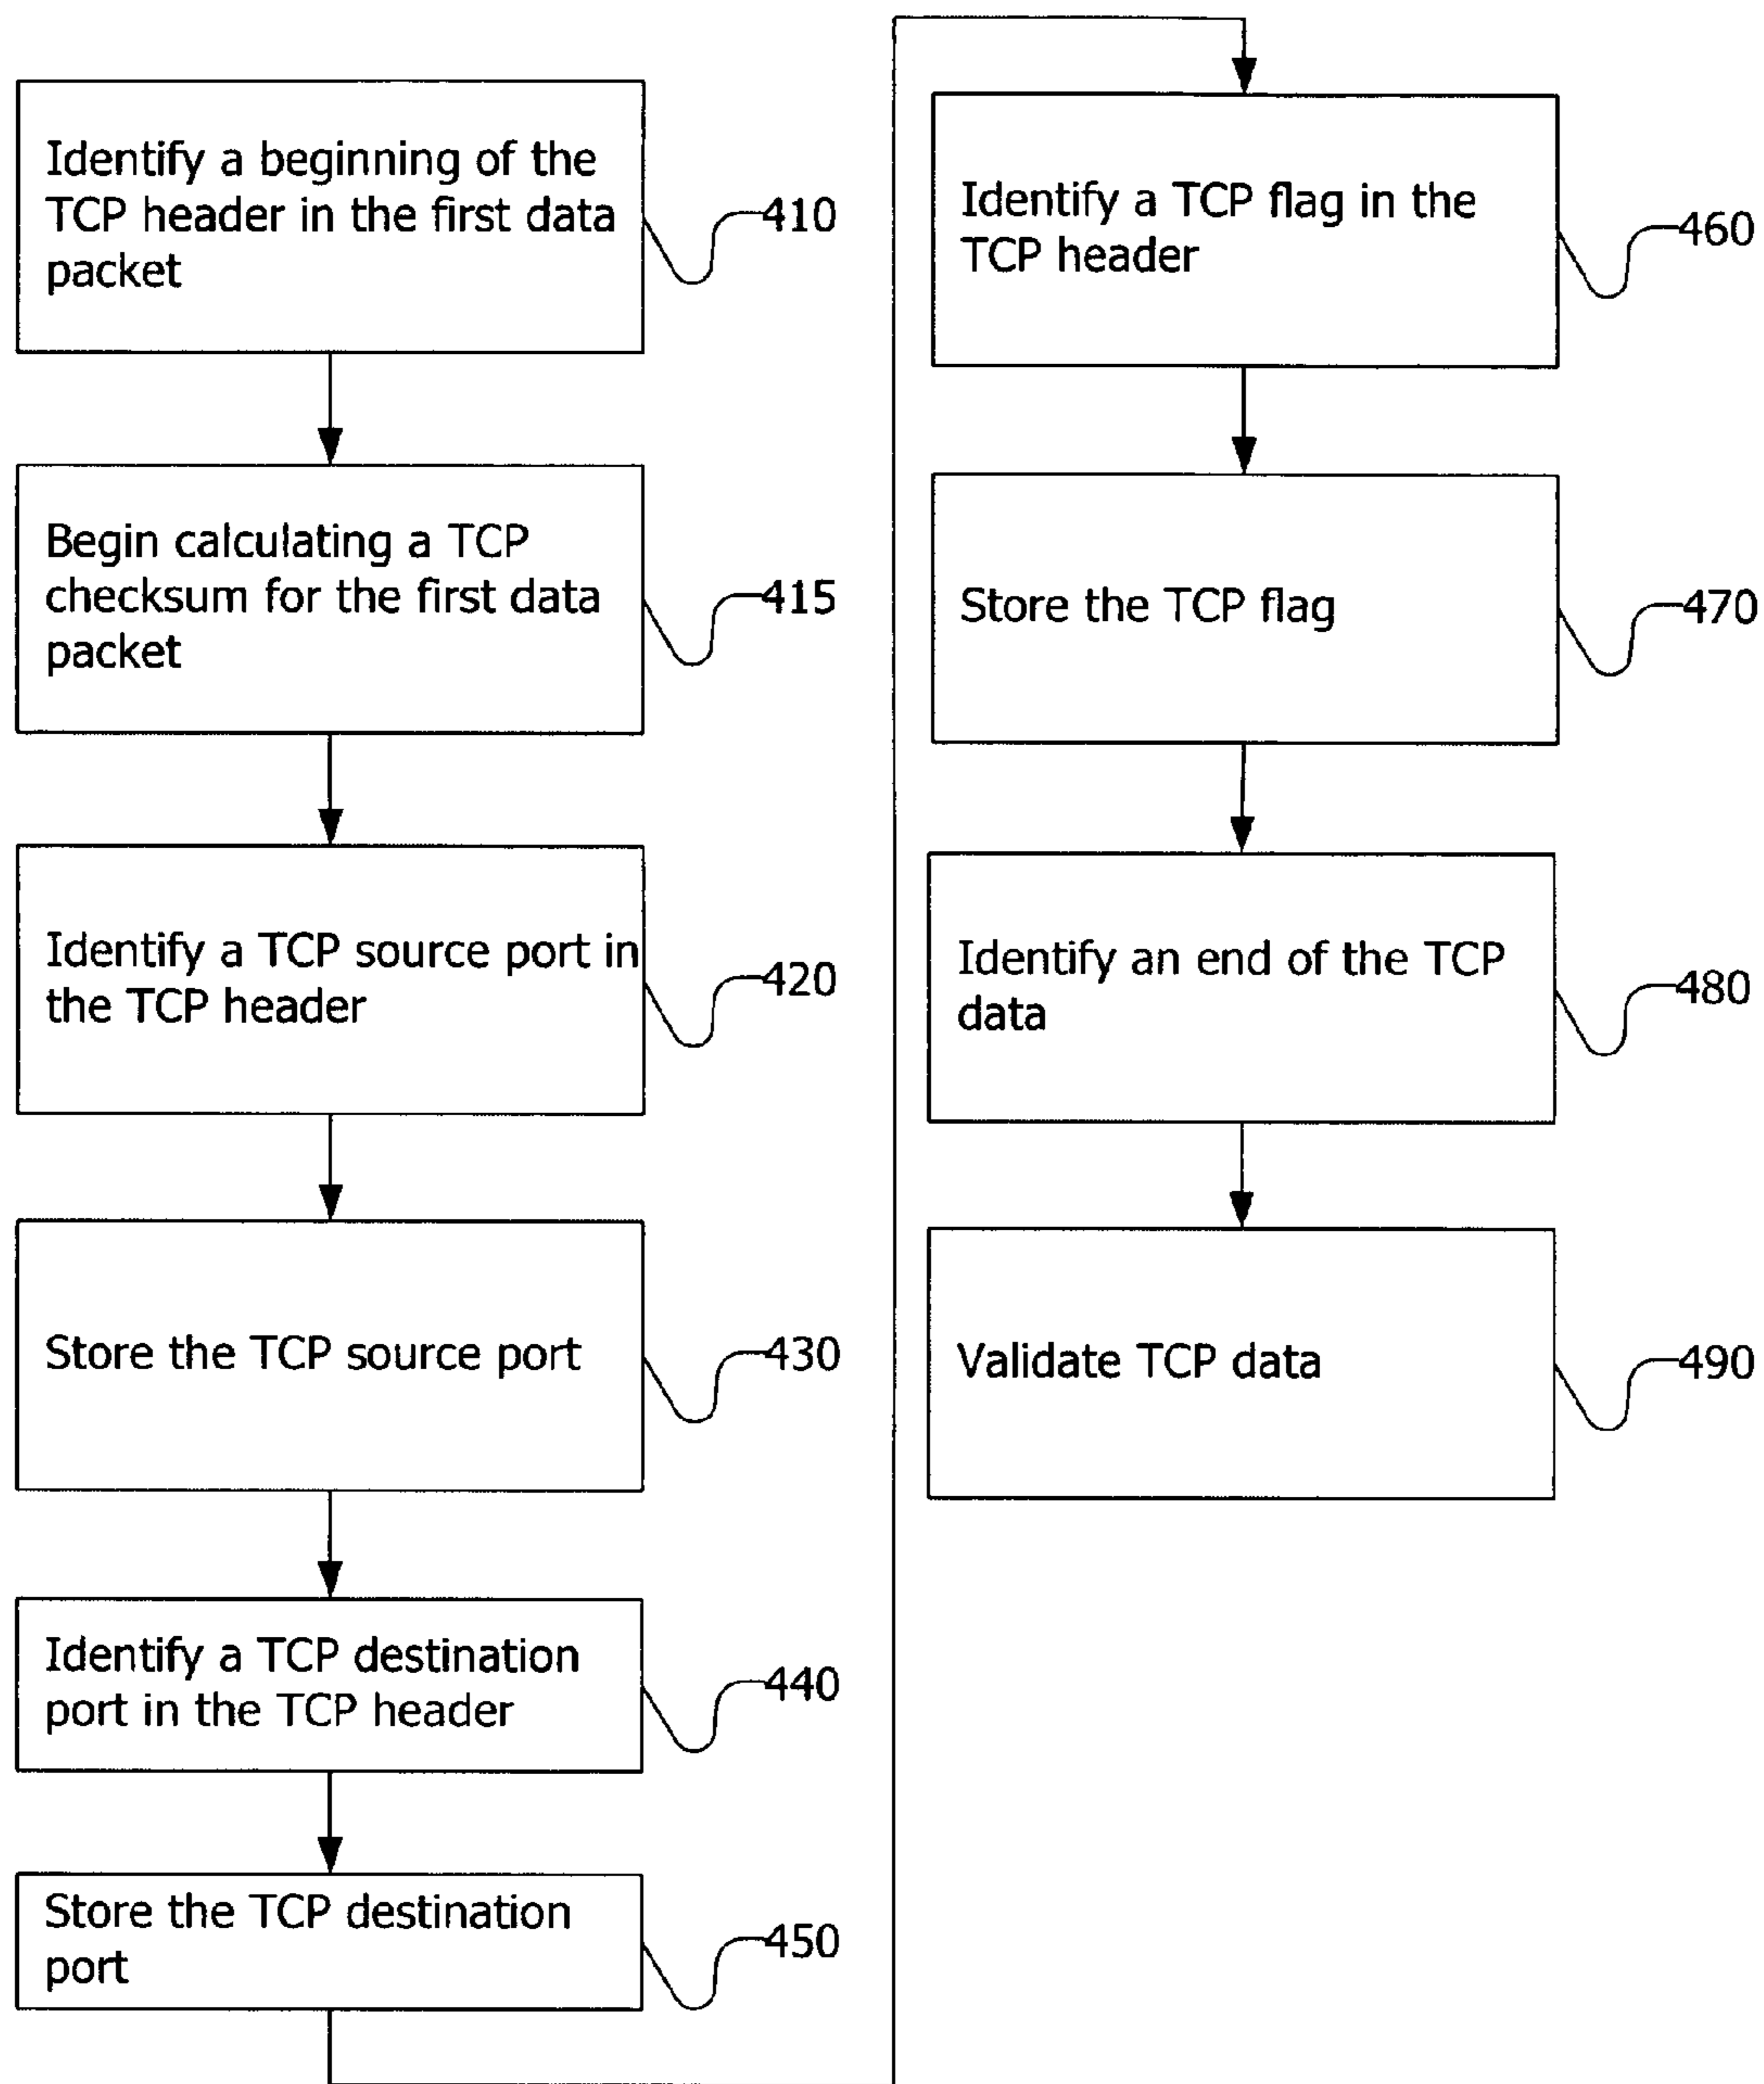 Identify a beginning of the
TCP header in the first data
packet
410
Begin calculating a TCP
checksum for the first data
packet
415
Identify a TCP source port in
the TCP header
420
Store the TCP source port
430
Identify a TCP destination
port in the TCP header
440
Store the TCP destination
port
450
Identify a TCP flag in the
TCP header
460
Store the TCP flag
470
Identify an end of the TCP
data
480
Validate TCP data
490